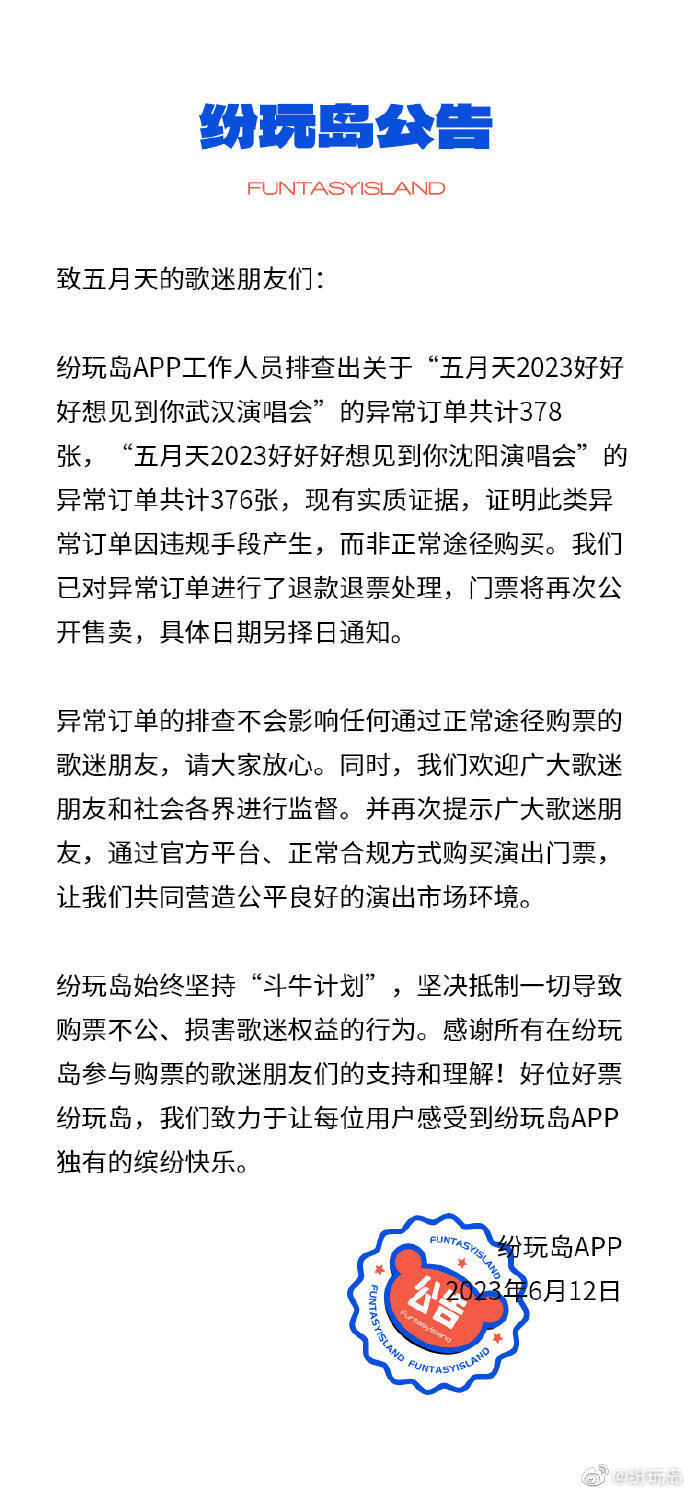 纷玩岛公告
FUNTASYISLAND
致五月天的歌迷朋友们：
纷玩岛APP工作人员排查出关于“五月天2023好好
好想见到你武汉演唱会”的异常订单共计378
张，“五月天2023好好好想见到你沈阳演唱会”的
异常订单共计376张，现有实质证据，证明此类异
常订单因违规手段产生，而非正常途径购买。我们
已对异常订单进行了退款退票处理，门票将再次公
开售卖，具体日期另择日通知。
异常订单的排查不会影响任何通过正常途径购票的
歌迷朋友，请大家放心。同时，我们欢迎广大歌迷
朋友和社会各界进行监督。并再次提示广大歌迷朋
友，通过官方平台、正常合规方式购买演出门票，
让我们共同营造公平良好的演出市场环境。
纷玩岛始终坚持“斗牛计划”，坚决抵制一切导致
购票不公、损害歌迷权益的行为。感谢所有在纷玩
岛参与购票的歌迷朋友们的支持和理解！好位好票
纷玩岛，我们致力于让每位用户感受到纷玩岛APP
独有的缤纷快乐。
纷玩岛APP
2023年6月12日
FUNTASYISLAND
公告
Funtasyisland
FUNTASYISLAND
FUNTASYISLAND
@纷玩岛